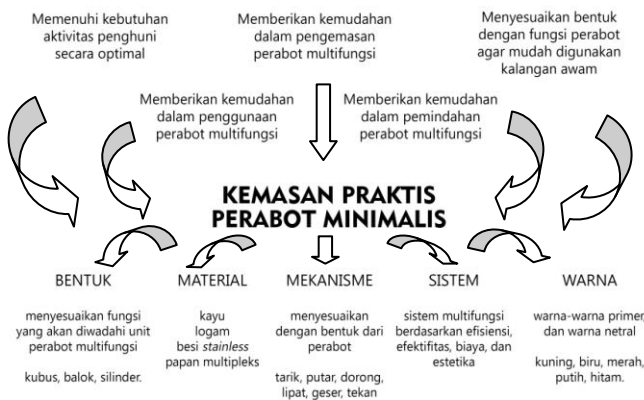 Memenuhi kebutuhan
aktivitas penghuni
secara optimal
Memberikan kemudahan
dalam pengemasan
perabot multifungsi
Menyesuaikan bentuk
dengan fungsi perabot
agar mudah digunakan
kalangan awam
Memberikan kemudahan
dalam penggunaan
perabot multifungsi
Memberikan kemudahan
dalam pemindahan
perabot multifungsi
KEMASAN PRAKTIS
PERABOT MINIMALIS
BENTUK
menyesuaikan fungsi
yang akan diwadahi unit
perabot multifungsi
kubus, balok, silinder.
MATERIAL
kayu
logam
besi stainless
papan multipleks
MEKANISME
menyesuaikan
dengan bentuk dari
perabot
tarik, putar, dorong,
lipat, geser, tekan
SISTEM
sistem multifungsi
berdasarkan efisiensi,
efektifitas, biaya, dan
estetika
WARNA
warna-warna primer,
dan warna netral
kuning, biru, merah,
putih, hitam.